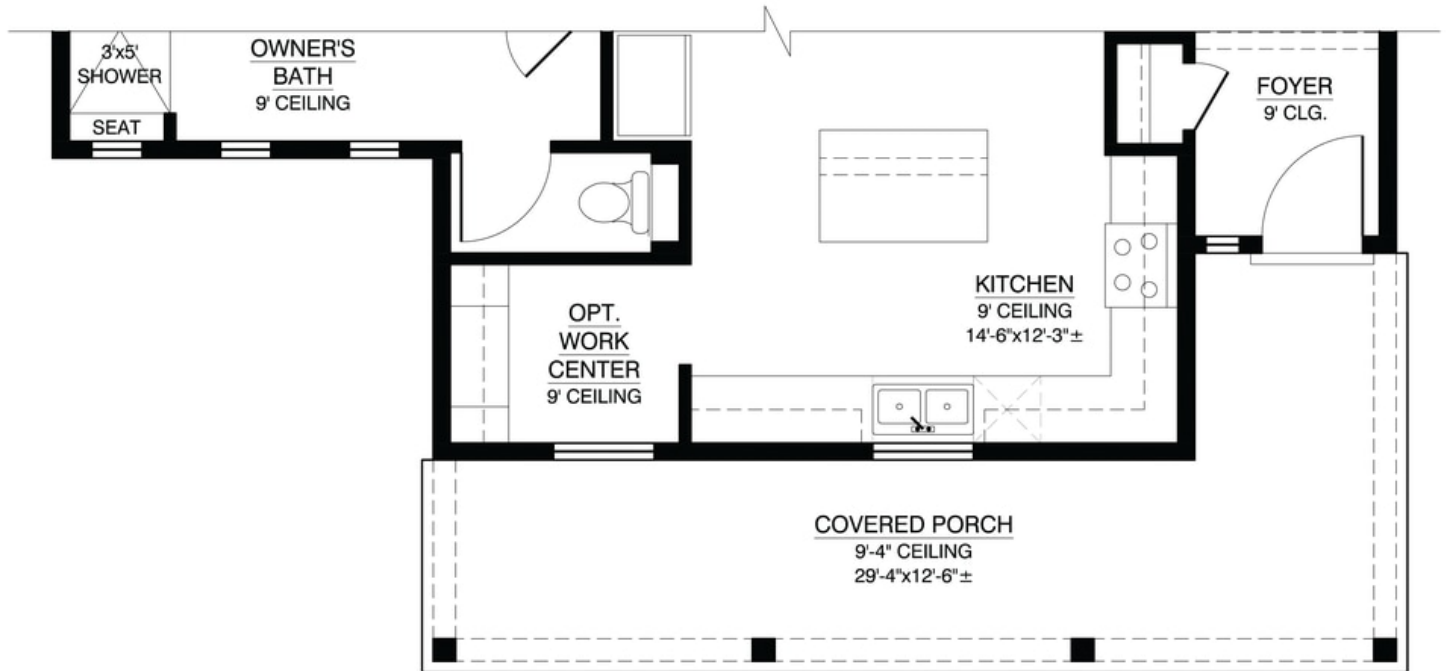 3'x5'
SHOWER
SEAT
OWNER'S
BATH
9' CEILING
FOYER
9' CLG.
OPT.
WORK
CENTER
9' CEILING
KITCHEN
9' CEILING
14'-6"x12'-3"±
COVERED PORCH
9'-4" CEILING
29'-4"x12'-6"±